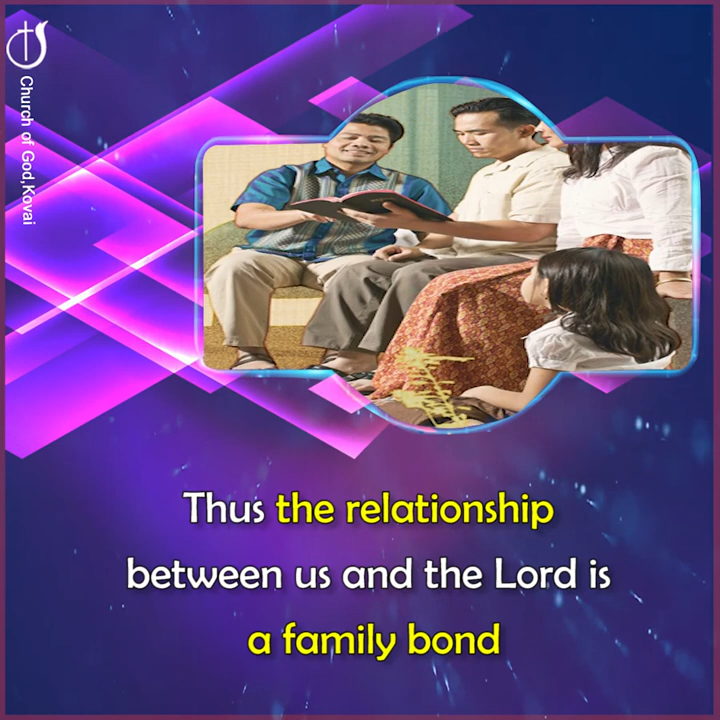 Church of God,Kovai
Thus the relationship
between us and the Lord is
a family bond